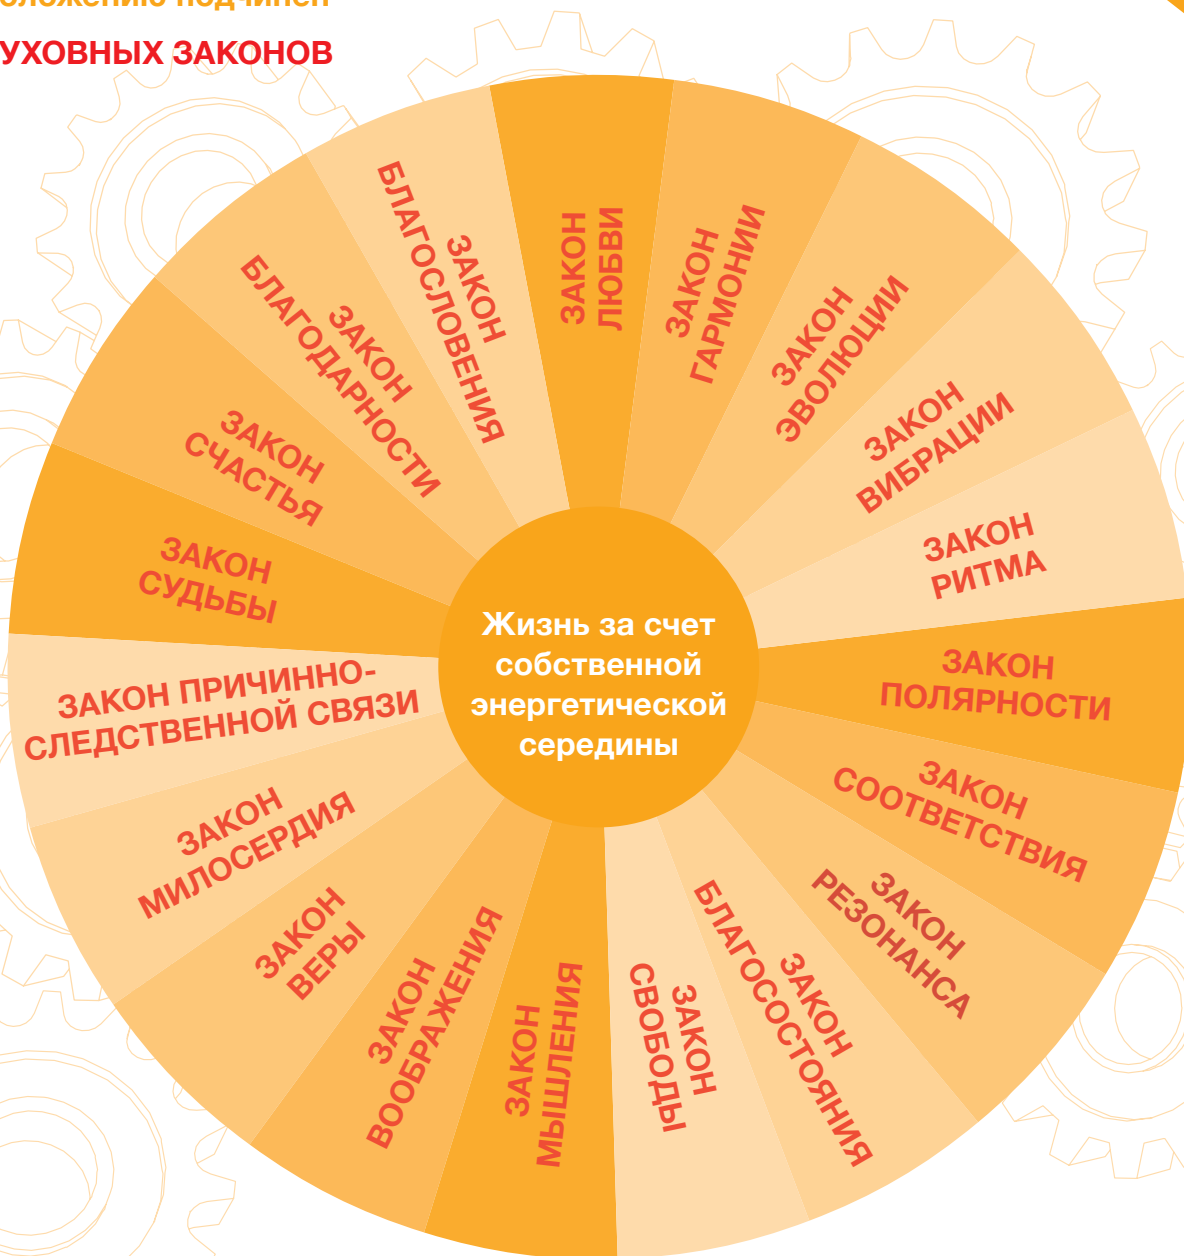 ПОДЧИНЕН
УХОВНЫХ ЗАКОНОВ
ЗАКОН
ЛЮБВИ
ЗАКОН
ГАРМОНИИ
ЗАКОН
ЭВОЛЮЦИИ
ЗАКОН
ВИБРАЦИИ
ЗАКОН
РИТМА
ЗАКОН
ПОЛЯРНОСТИ
ЗАКОН
СООТВЕТСТВИЯ
ЗАКОН
РЕЗОНАНСА
ЗАКОН
БЛАГОСОСТОЯНИЯ
ЗАКОН
СВОБОДЫ
ЗАКОН
МЫШЛЕНИЯ
ЗАКОН
ВООБРАЖЕНИЯ
ЗАКОН
ВЕРЫ
ЗАКОН
МИЛОСЕРДИЯ
ЗАКОН ПРИЧИННО-
СЛЕДСТВЕННОЙ СВЯЗИ
ЗАКОН
СУДЬБЫ
ЗАКОН
СЧАСТЬЯ
ЗАКОН
БЛАГОДАРНОСТИ
ЗАКОН
БЛАГОСЛОВЕНИЯ
Жизнь за счет
собственной
энергетической
середины